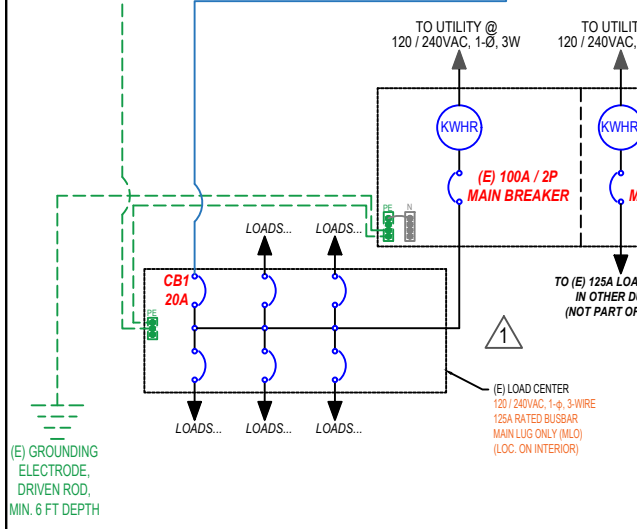 TO UTILITY @
120 / 240VAC, 1-Ø, 3W
TO UTILIT
120 / 240VAC,
KWHR
KWHR
(E) 100A / 2P
MAIN BREAKER
M
PE
N
LOADS...
LOADS...
CB1
20A
PE
TO (E) 125A LOA
IN OTHER D
(NOT PART OF
1
(E) LOAD CENTER
120 / 240VAC, 1-φ, 3-WIRE
125A RATED BUSBAR
MAIN LUG ONLY (MLO)
(LOC. ON INTERIOR)
LOADS...
LOADS...
LOADS...
(E) GROUNDING
ELECTRODE,
DRIVEN ROD,
MIN. 6 FT DEPTH